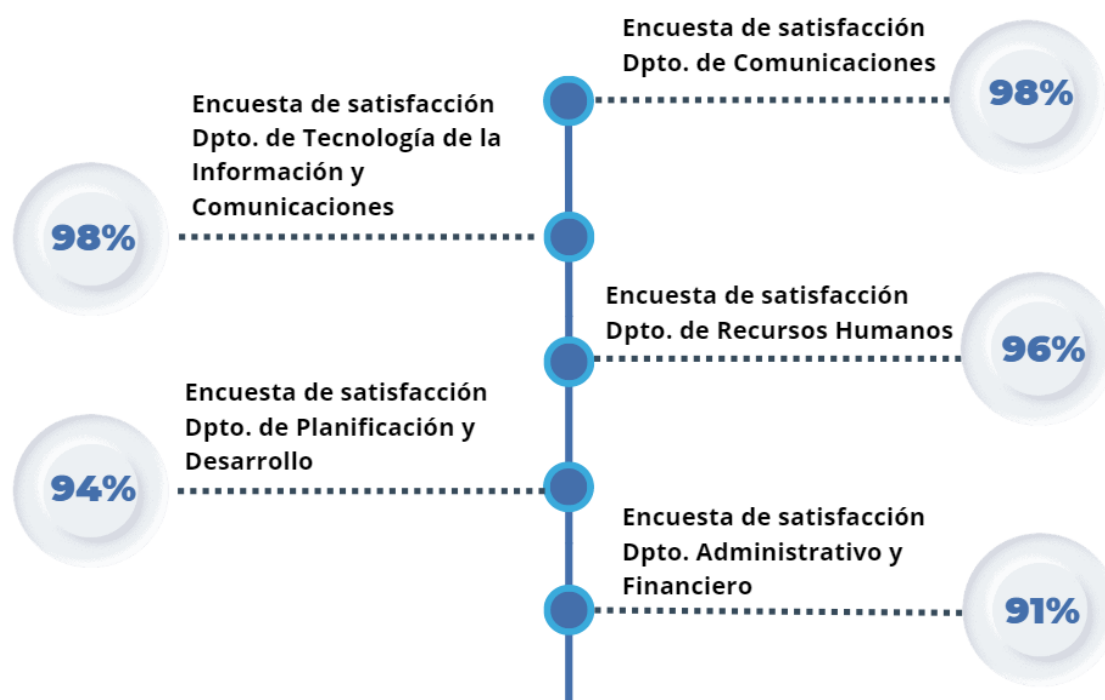 Encuesta de satisfacción
Dpto. de Comunicaciones
98%
Encuesta de satisfacción
Dpto. de Tecnología de la
Información y
Comunicaciones
98%
Encuesta de satisfacción
Dpto. de Recursos Humanos
96%
Encuesta de satisfacción
Dpto. de Planificación y
Desarrollo
94%
Encuesta de satisfacción
Dpto. Administrativo y
Financiero
91%